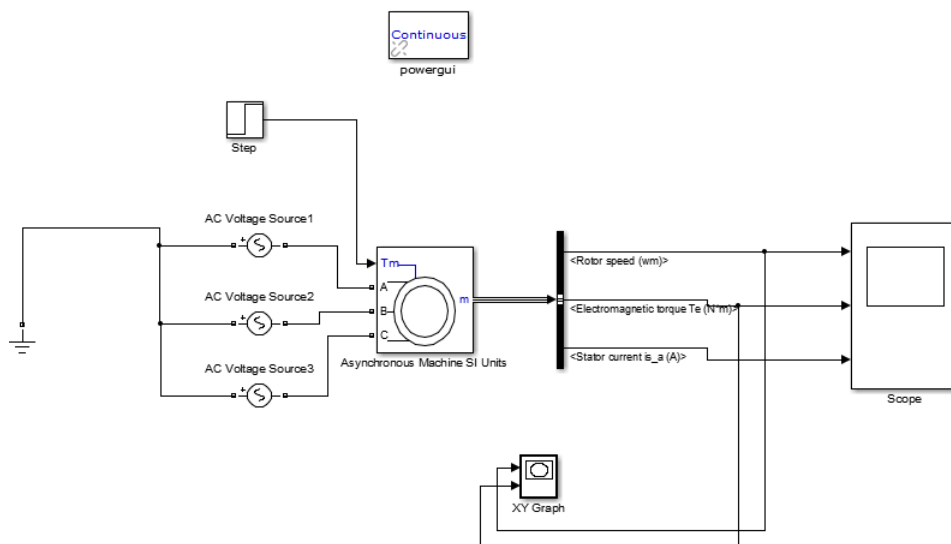 Continuous
powergui
Step
AC Voltage Source1
Tm
<Rotor speed (wm)>
A
m
AC Voltage Source2
B
<Electromagnetic torque Te (N*m)>
C
<Stator current is_a (A)>
AC Voltage Source3
Asynchronous Machine SI Units
Scope
XY Graph